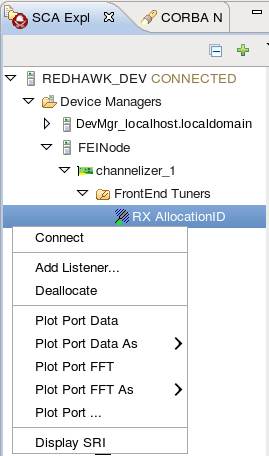 SCA Expl CORBA N
REDHAWK_DEV CONNECTED
Device Managers
DevMgr_localhost.localdomain
FEINode
channelizer_1
FrontEnd Tuners
RX AllocationID
Connect
Add Listener...
Deallocate
Plot Port Data
Plot Port Data As
Plot Port FFT
Plot Port FFT As
Plot Port ...
Display SRI